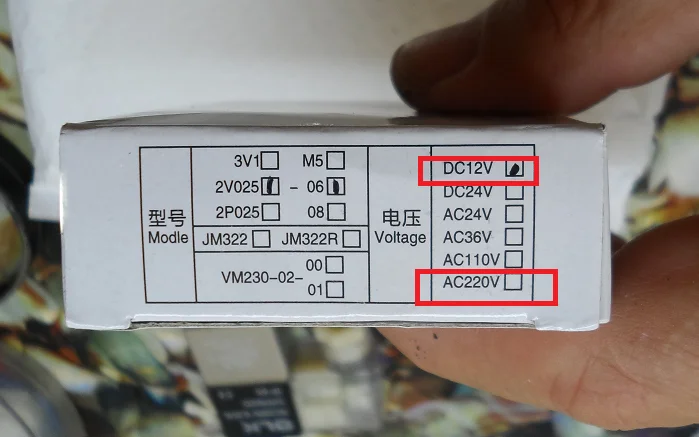 型号
Modle
3V1 M5
2V025 - 06
2P025 08
JM322 JM322R
VM230-02- 00
01
电压
Voltage
DC12V
DC24V
AC24V
AC36V
AC110V
AC220V